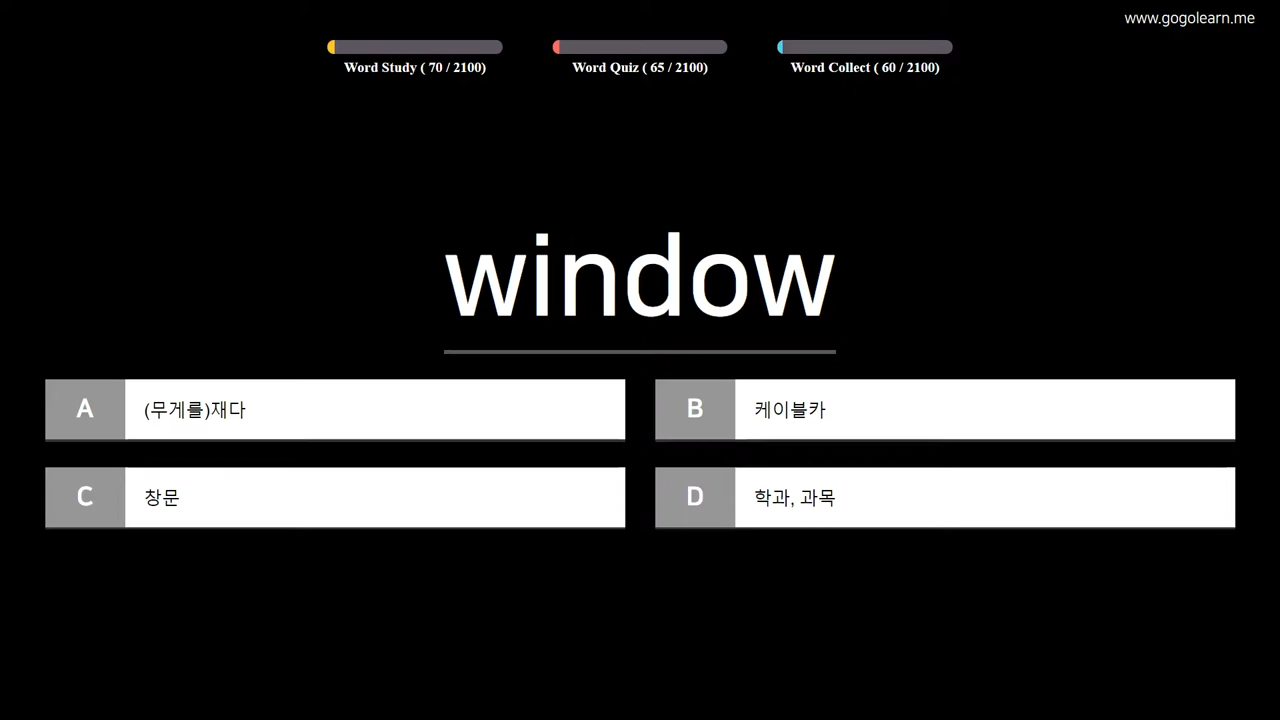 www.gogolearn.me
Word Study ( 70 / 2100)
Word Quiz ( 65 / 2100)
Word Collect ( 60 / 2100)
window
A (무게를)재다
B 케이블카
C 창문
D 학과, 과목